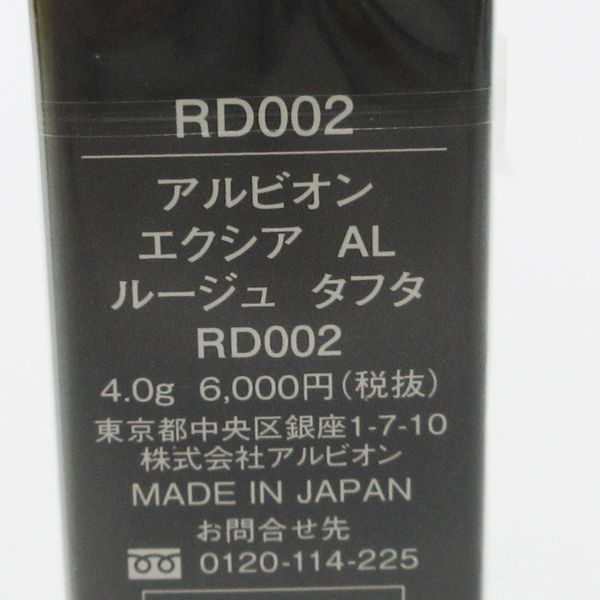 RD002
アルビオン
エクシア AL
ルージュ タフタ
RD002
4.0g 6,000円(税抜)
東京都中央区銀座1-7-10
株式会社アルビオン
MADE IN JAPAN
お問合せ先
0120-114-225